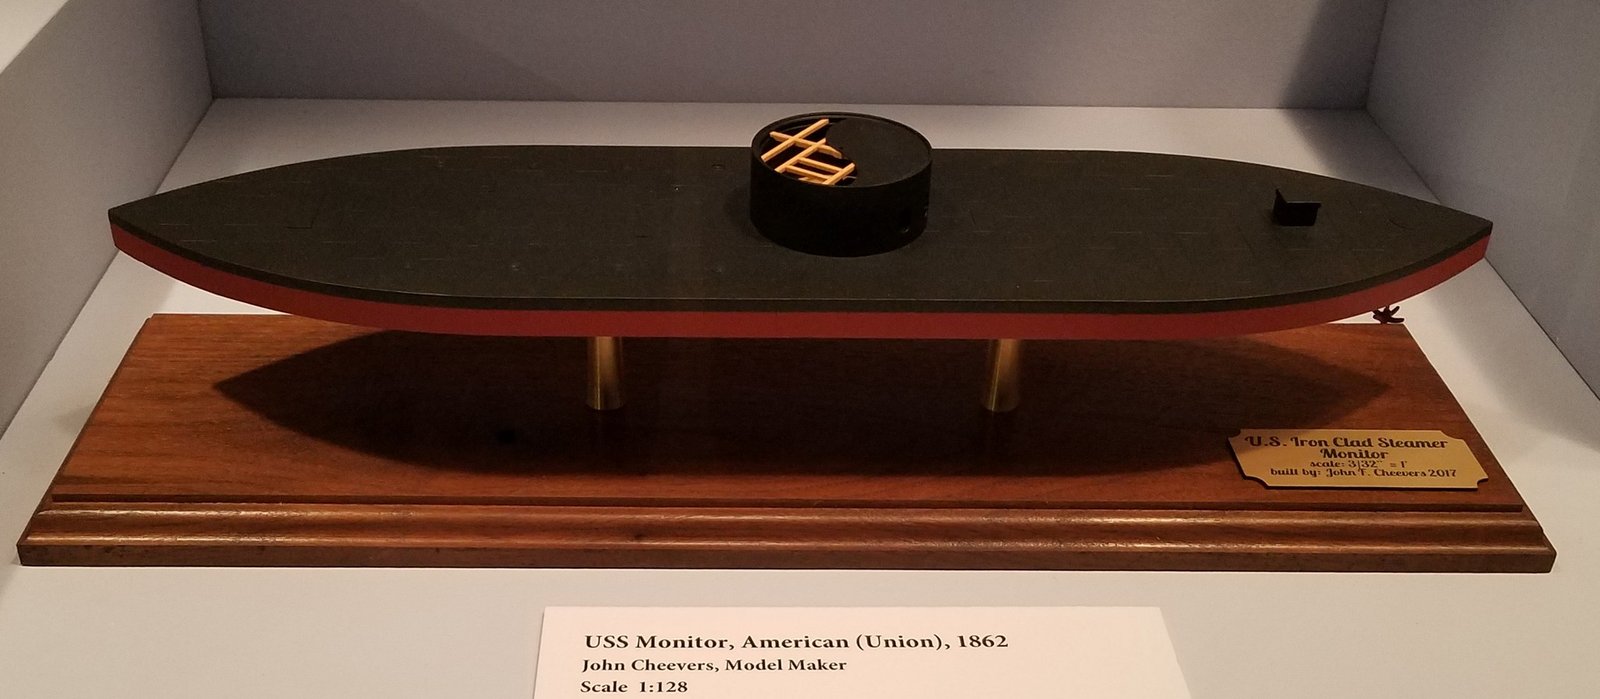 U.S. Iron Clad Steamer
Monitor
scale: 3/32" = 1'
built by: John F. Cheevers 2017
USS Monitor, American (Union), 1862
John Cheevers, Model Maker
Scale 1:128